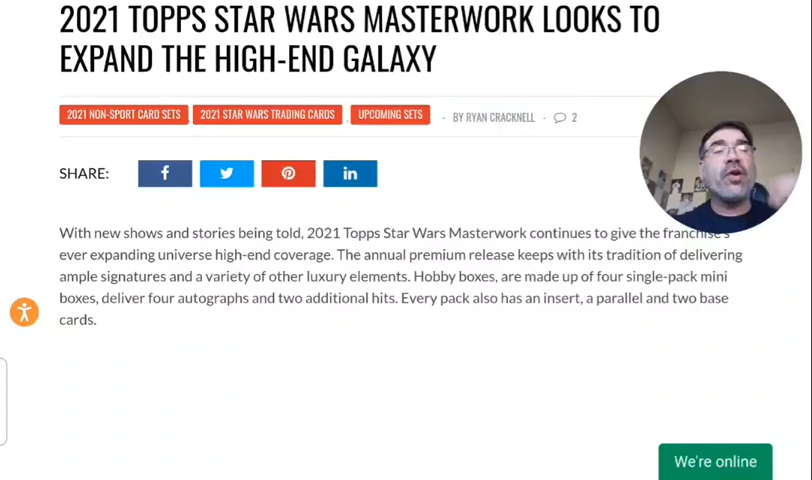 2021 TOPPS STAR WARS MASTERWORK LOOKS TO
EXPAND THE HIGH-END GALAXY
2021 NON-SPORT CARD SETS , 2021 STAR WARS TRADING CARDS , UPCOMING SETS - BY RYAN CRACKNELL - 2
SHARE:
With new shows and stories being told, 2021 Topps Star Wars Masterwork continues to give the franchise's
ever expanding universe high-end coverage. The annual premium release keeps with its tradition of delivering
ample signatures and a variety of other luxury elements. Hobby boxes, are made up of four single-pack mini
boxes, deliver four autographs and two additional hits. Every pack also has an insert, a parallel and two base
cards.
We're online